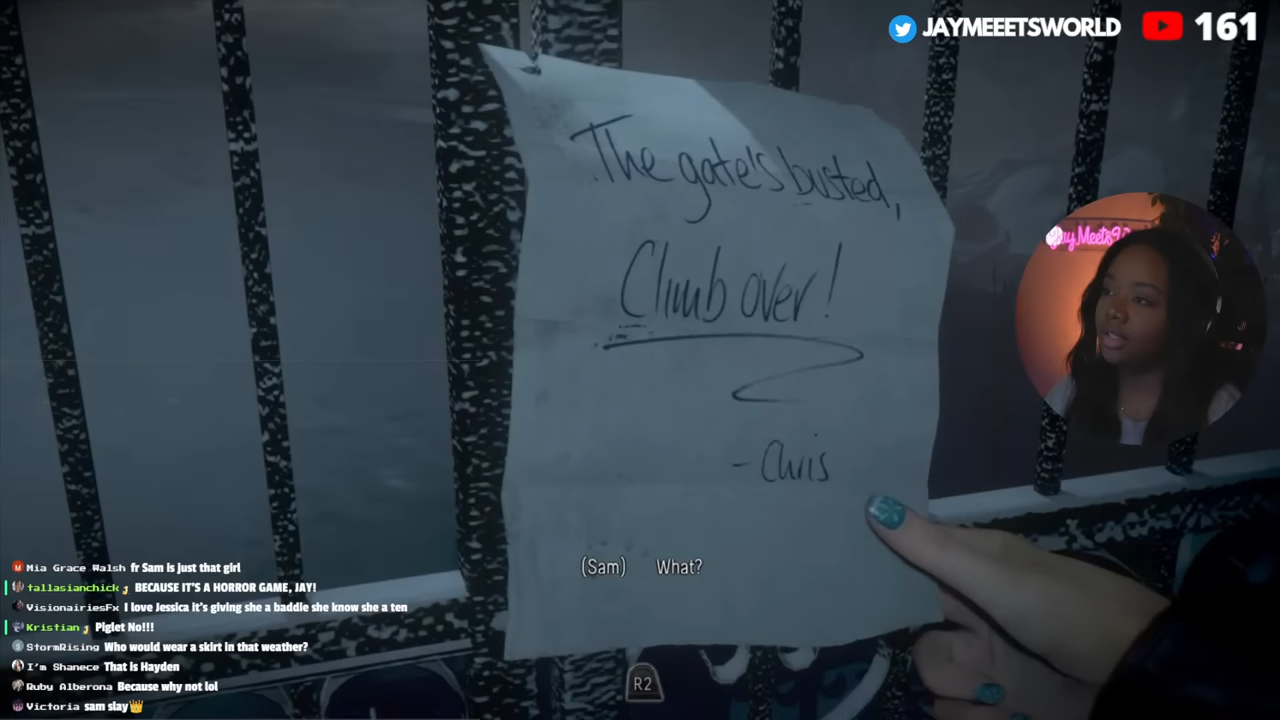 JAYMEEETSWORLD 161
The gate's busted,
Climb over!
- Chris
(Sam) What?
R2
Mia Grace Walsh fr Sam is just that girl
tallasianchick BECAUSE IT'S A HORROR GAME, JAY!
VisionairiesFx I love Jessica it's giving she a baddie she know she a ten
Kristian Piglet No!!!
StormRising Who would wear a skirt in that weather?
I'm Shanece That is Hayden
Ruby Alberona Because why not lol
Victoria sam slay